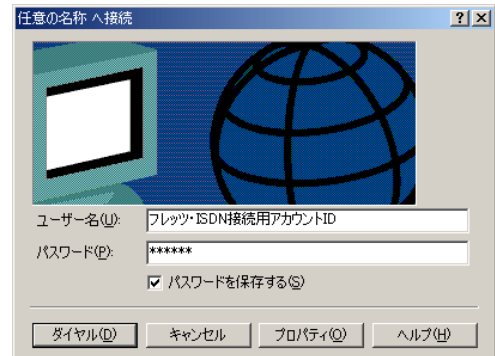 任意の名称 へ接続
ユーザー名(U): フレッツ・ISDN接続用アカウントID
パスワード(P): ******
パスワードを保存する(S)
ダイヤル(D) キャンセル プロパティ(O) ヘルプ(H)